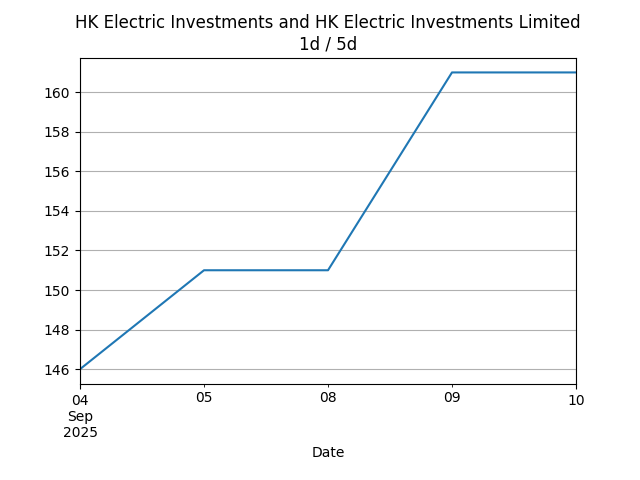 HK Electric Investments and HK Electric Investments Limited
1d / 5d
160
158
156
154
152
150
148
146
04 05 08 09 10
Sep
2025
Date